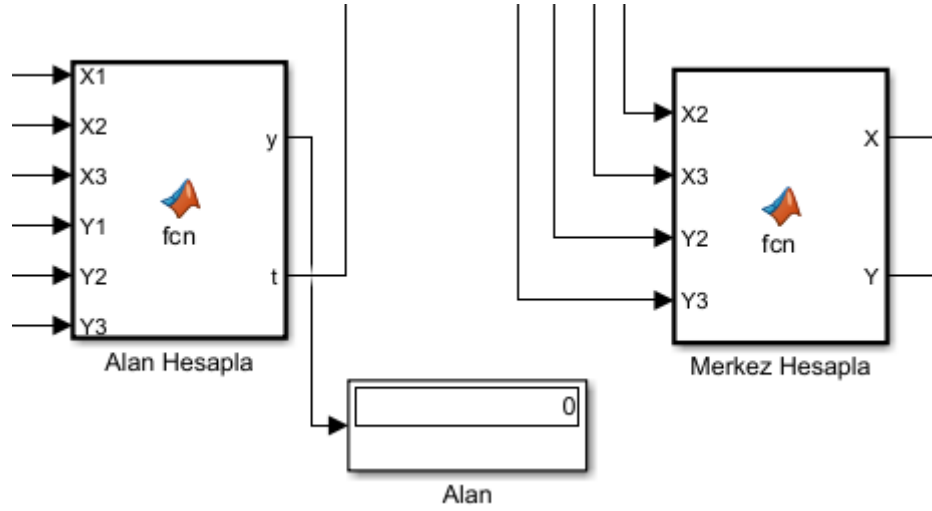 X1
X2
X3
Y1
Y2
Y3
y
t
fcn
Alan Hesapla
0
Alan
X2
X3
Y2
Y3
X
Y
fcn
Merkez Hesapla